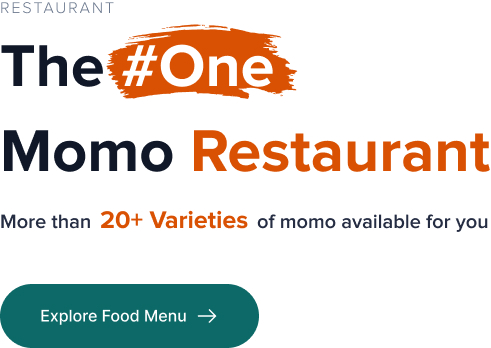 RESTAURANT
The #One
Momo Restaurant
More than 20+ Varieties of momo available for you
Explore Food Menu →